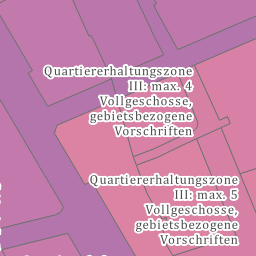 Quartiererhaltungszone
III: max. 4
Vollgeschosse,
gebietsbezogene
Vorschriften
Quartiererhaltungszone
III: max. 5
Vollgeschosse,
gebietsbezogene
Vorschriften